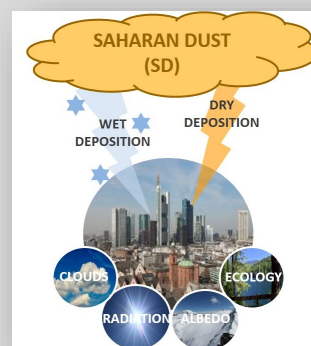 SAHARAN DUST
(SD)
WET
DEPOSITION
DRY
DEPOSITION
CLOUDS
ECOLOGY
RADIATION
ALBEDO